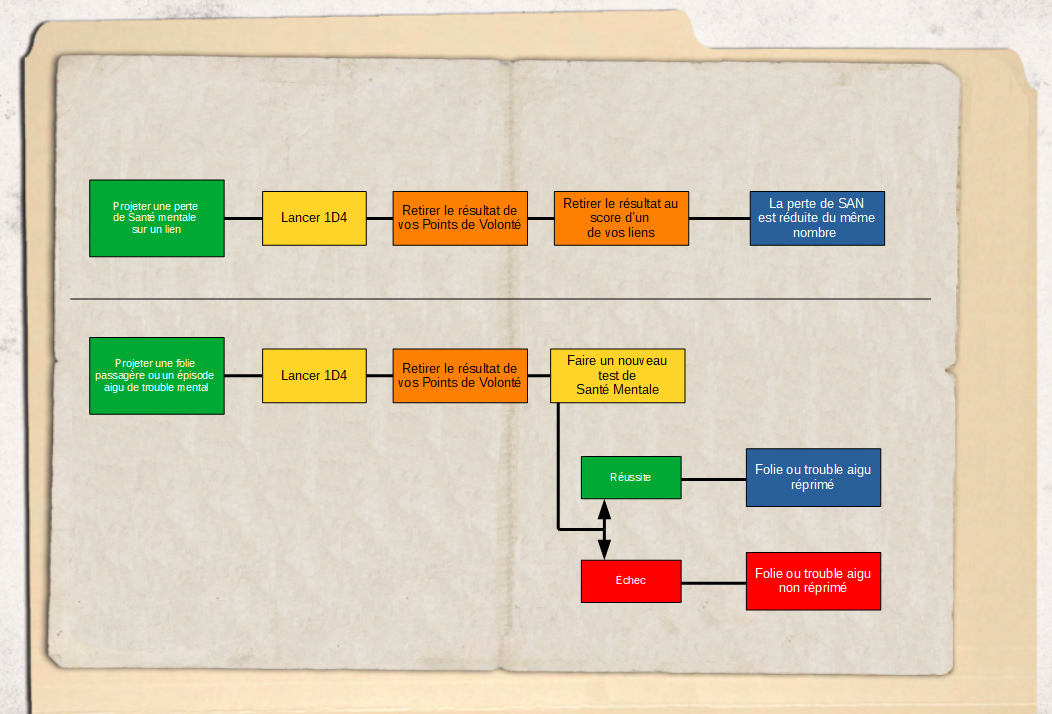 Projeter une perte
de Santé mentale
sur un lien
Lancer 1D4
Retirer le résultat de
vos Points de Volonté
Retirer le résultat au
score d'un
de vos liens
La perte de SAN
est réduite du même
nombre
Projeter une folie
passagère ou un épisode
aigu de trouble mental
Lancer 1D4
Retirer le résultat de
vos Points de Volonté
Faire un nouveau
test de
Santé Mentale
Réussite
Folie ou trouble aigu
réprimé
Échec
Folie ou trouble aigu
non réprimé